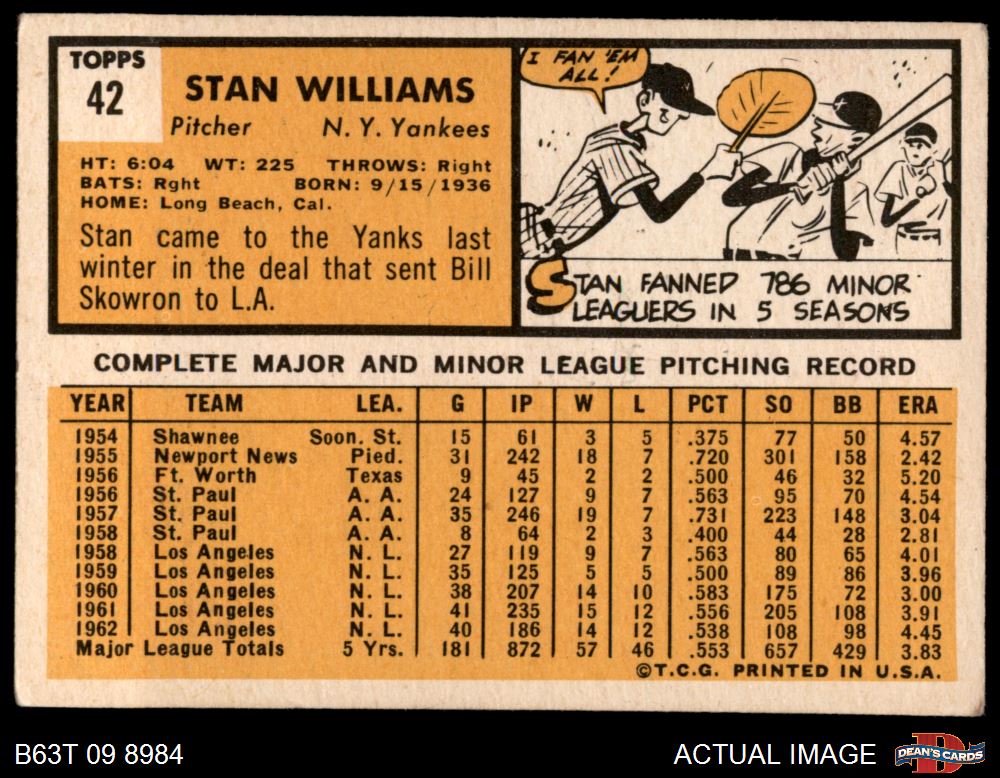 TOPPS
42
STAN WILLIAMS
Pitcher N. Y. Yankees
HT: 6:04 WT: 225 THROWS: Right
BATS: Rght BORN: 9/15/1936
HOME: Long Beach, Cal.
Stan came to the Yanks last
winter in the deal that sent Bill
Skowron to L.A.
I FAN 'EM
ALL!
STAN FANNED 786 MINOR
LEAGUERS IN 5 SEASONS
COMPLETE MAJOR AND MINOR LEAGUE PITCHING RECORD
YEAR TEAM LEA. G IP W L PCT SO BB ERA
1954 Shawnee Soon. St. 15 61 3 5 .375 77 50 4.57
1955 Newport News Pied. 31 242 18 7 .720 301 158 2.42
1956 Ft. Worth Texas 9 45 2 2 .500 46 32 5.20
1956 St. Paul A. A. 24 127 9 7 .563 95 70 4.54
1957 St. Paul A. A. 35 246 19 7 .731 223 148 3.04
1958 St. Paul A. A. 8 64 2 3 .400 44 28 2.81
1958 Los Angeles N. L. 27 119 9 7 .563 80 65 4.01
1959 Los Angeles N. L. 35 125 5 5 .500 89 86 3.96
1960 Los Angeles N. L. 38 207 14 10 .583 175 72 3.00
1961 Los Angeles N. L. 41 235 15 12 .556 205 108 3.91
1962 Los Angeles N. L. 40 186 14 12 .538 108 98 4.45
Major League Totals 5 Yrs. 181 872 57 46 .553 657 429 3.83
©T.C.G. PRINTED IN U.S.A.
B63T 09 8984 ACTUAL IMAGE DEAN'S CARDS